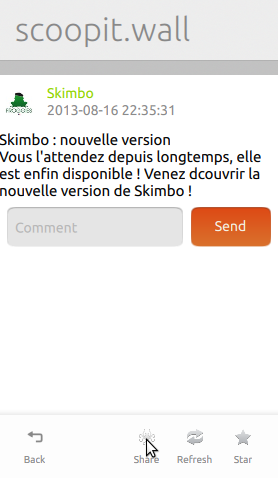 scoopit.wall
Skimbo
2013-08-16 22:35:31
Skimbo : nouvelle version
Vous l'attendez depuis longtemps, elle
est enfin disponible ! Venez dcouvrir la
nouvelle version de Skimbo !
Comment Send
Back Share Refresh Star